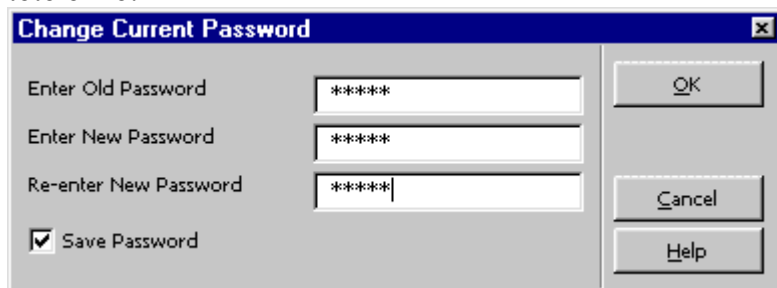 Change Current Password
Enter Old Password *****
OK
Enter New Password *****
Re-enter New Password *****
Cancel
Save Password
Help